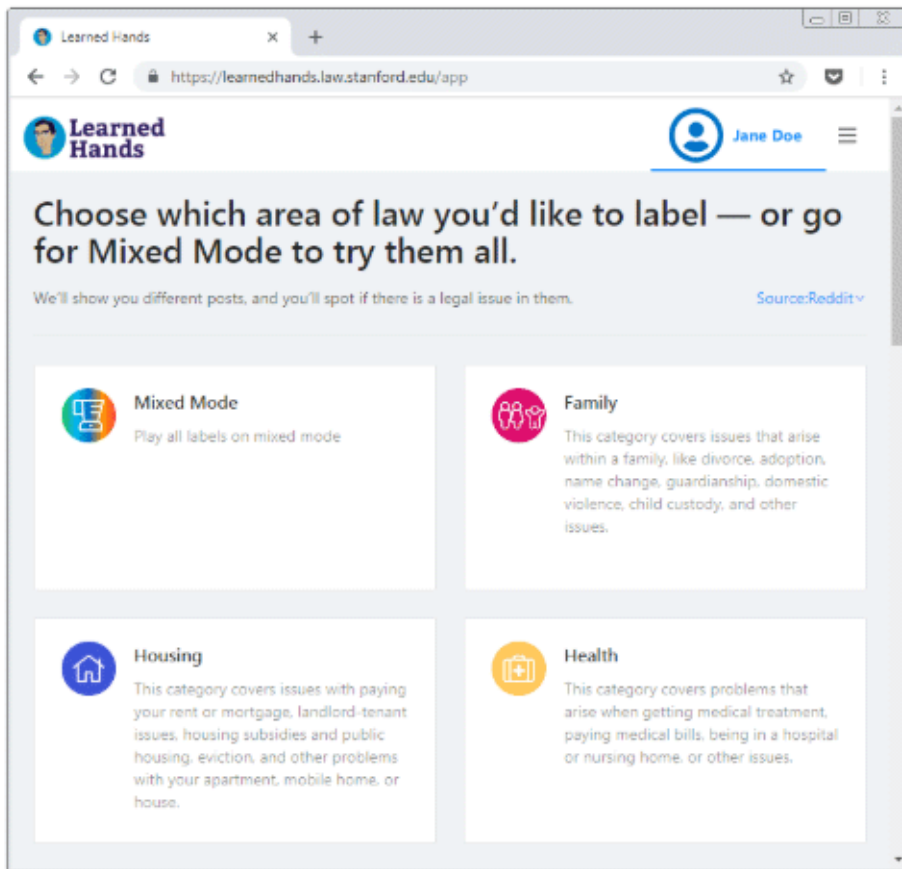 Learned Hands
https://learnedhands.law.stanford.edu/app
Learned
Hands
Jane Doe
Choose which area of law you'd like to label — or go
for Mixed Mode to try them all.
We'll show you different posts, and you'll spot if there is a legal issue in them.
Source:Reddit
Mixed Mode
Play all labels on mixed mode
Family
This category covers issues that arise
within a family, like divorce, adoption,
name change, guardianship, domestic
violence, child custody, and other
issues.
Housing
This category covers issues with paying
your rent or mortgage, landlord-tenant
issues, housing subsidies and public
housing, eviction, and other problems
with your apartment, mobile home, or
house.
Health
This category covers problems that
arise when getting medical treatment,
paying medical bills, being in a hospital
or nursing home, or other issues.